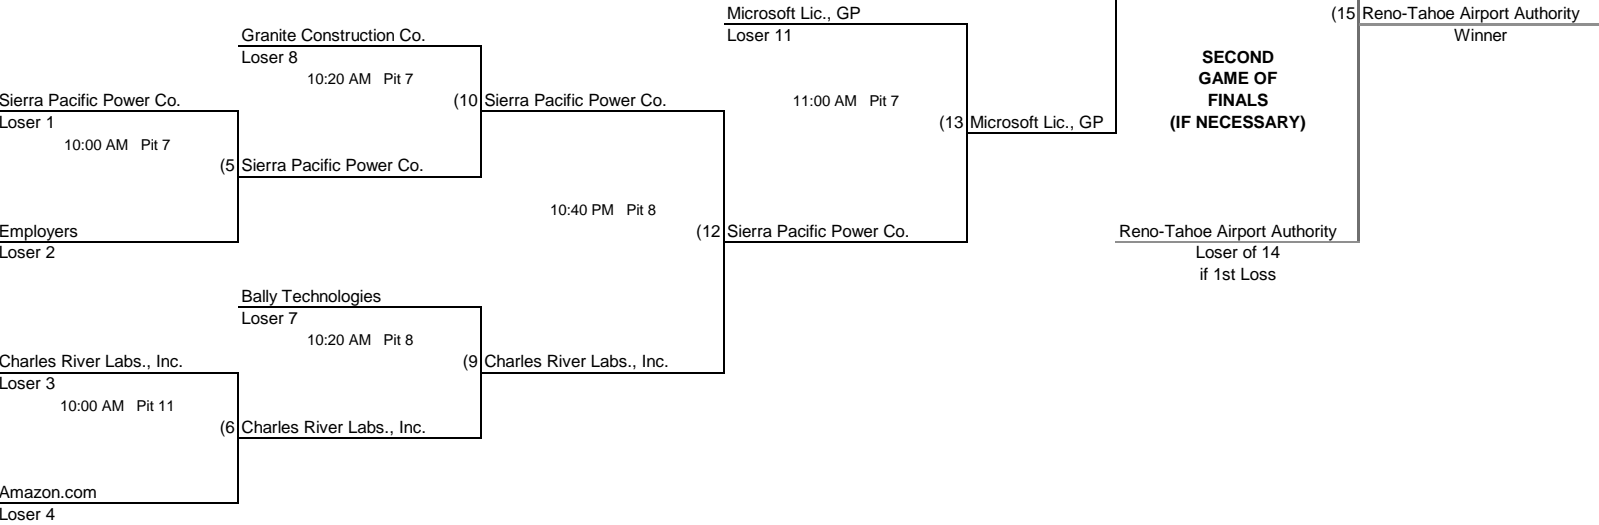 Microsoft Lic., GP
(15 Reno-Tahoe Airport Authority
Granite Construction Co.
Loser 11
Winner
Loser 8
SECOND
10:20 AM Pit 7
GAME OF
Sierra Pacific Power Co.
(10 Sierra Pacific Power Co.
11:00 AM Pit 7
FINALS
Loser 1
(13 Microsoft Lic., GP
(IF NECESSARY)
10:00 AM Pit 7
(5 Sierra Pacific Power Co.
10:40 PM Pit 8
Employers
(12 Sierra Pacific Power Co.
Reno-Tahoe Airport Authority
Loser 2
Loser of 14
if 1st Loss
Bally Technologies
Loser 7
10:20 AM Pit 8
Charles River Labs., Inc.
(9 Charles River Labs., Inc.
Loser 3
10:00 AM Pit 11
(6 Charles River Labs., Inc.
Amazon.com
Loser 4